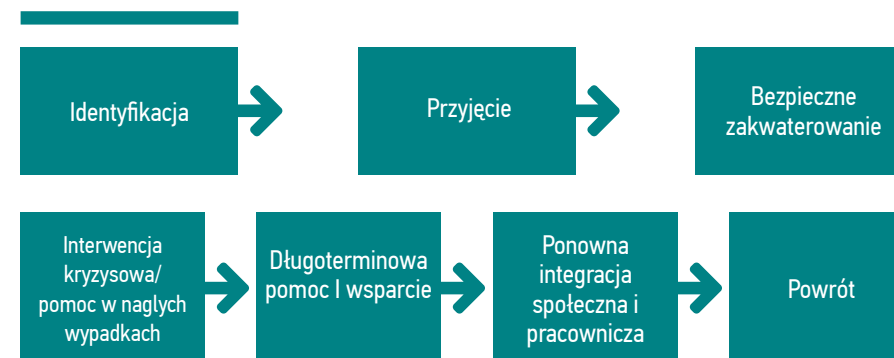 Identyfikacja
Przyjęcie
Bezpieczne
zakwaterowanie
Interwencja
kryzysowa/
pomoc w naglych
wypadkach
Długoterminowa
pomoc I wsparcie
Ponowna
integracja
społeczna i
pracownicza
Powrót